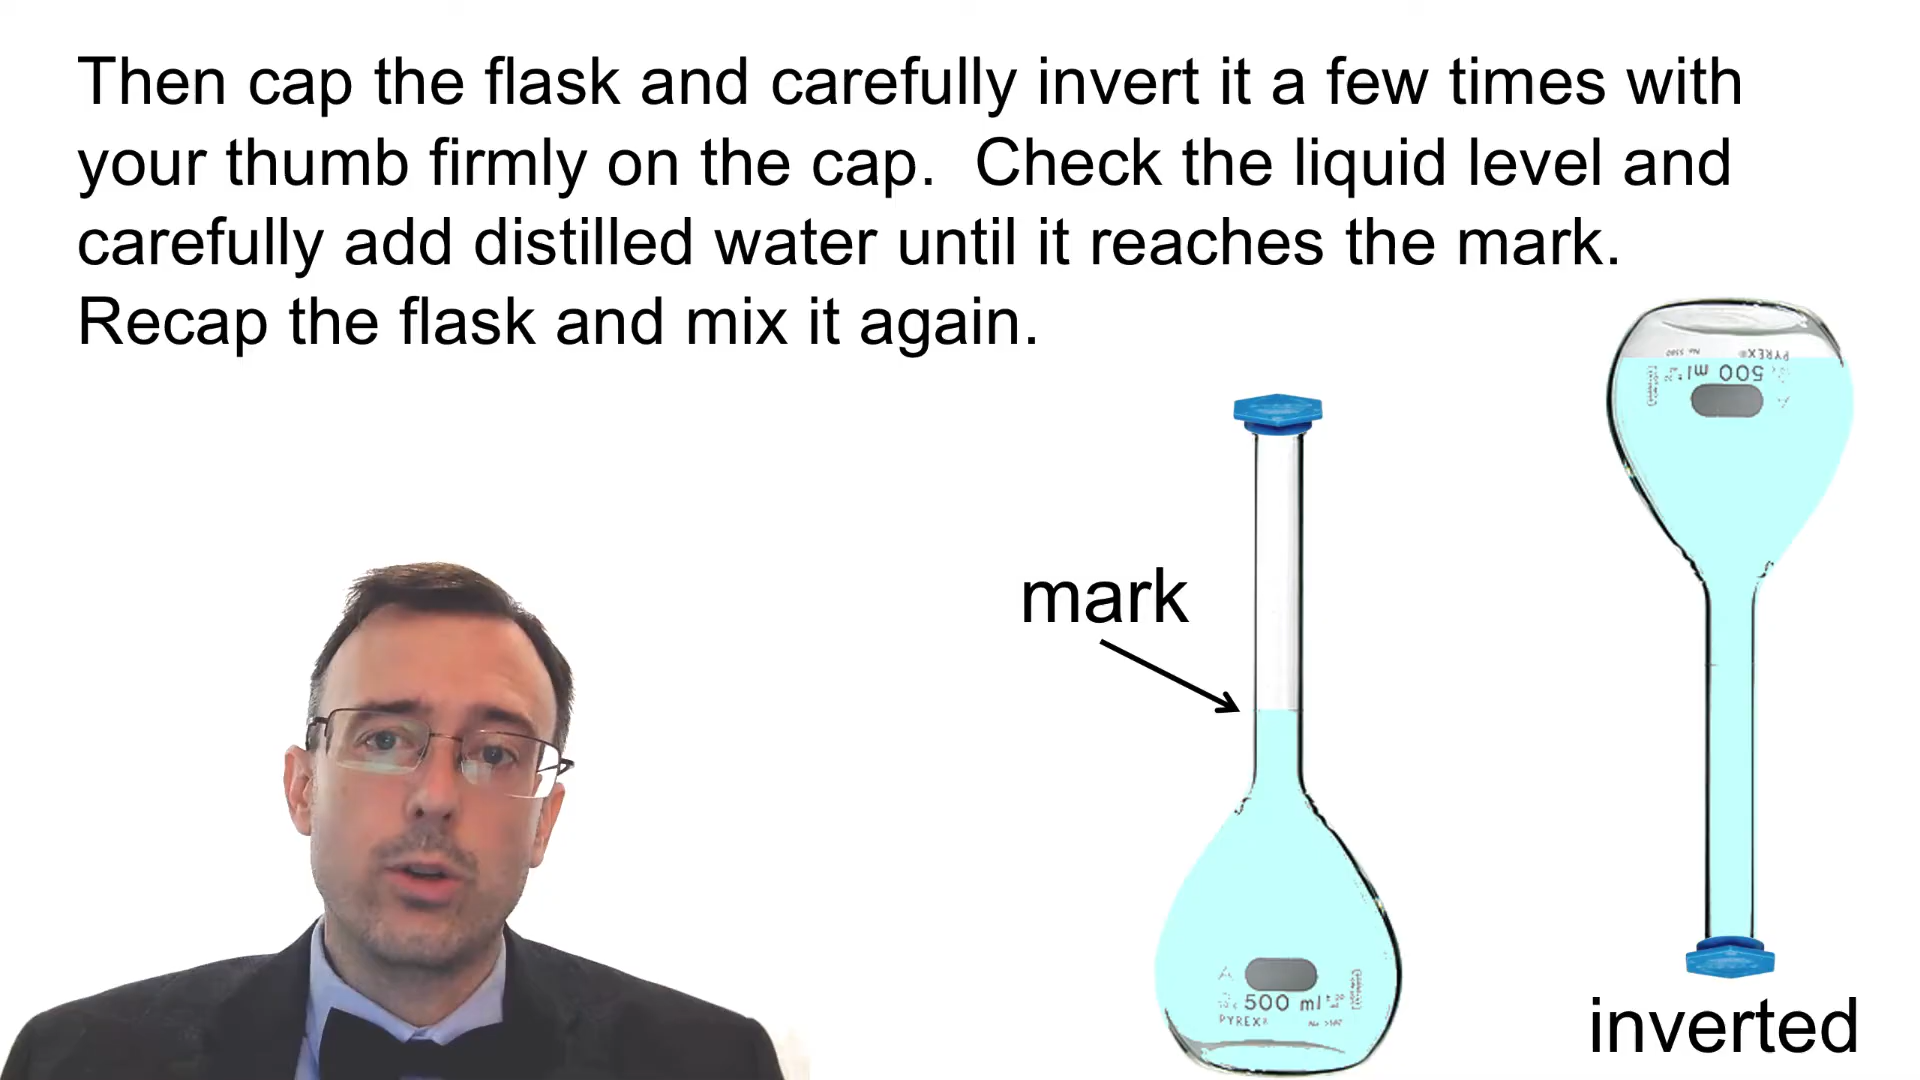 Then cap the flask and carefully invert it a few times with
your thumb firmly on the cap.  Check the liquid level and
carefully add distilled water until it reaches the mark.
Recap the flask and mix it again.
No. 5580 PYREX®
500 ml
A
mark
A
500 ml
PYREX®
inverted